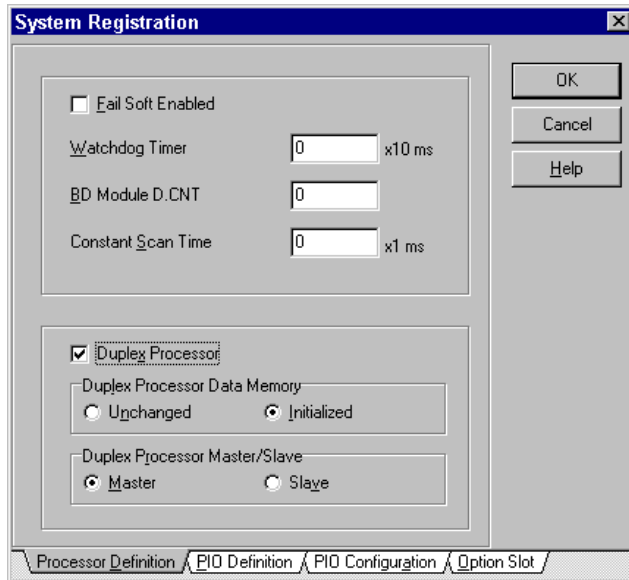 System Registration
Fail Soft Enabled
Watchdog Timer 0 x10 ms
BD Module D.CNT 0
Constant Scan Time 0 x1 ms
OK
Cancel
Help
Duplex Processor
Duplex Processor Data Memory
Unchanged Initialized
Duplex Processor Master/Slave
Master Slave
Processor Definition PIO Definition PIO Configuration Option Slot